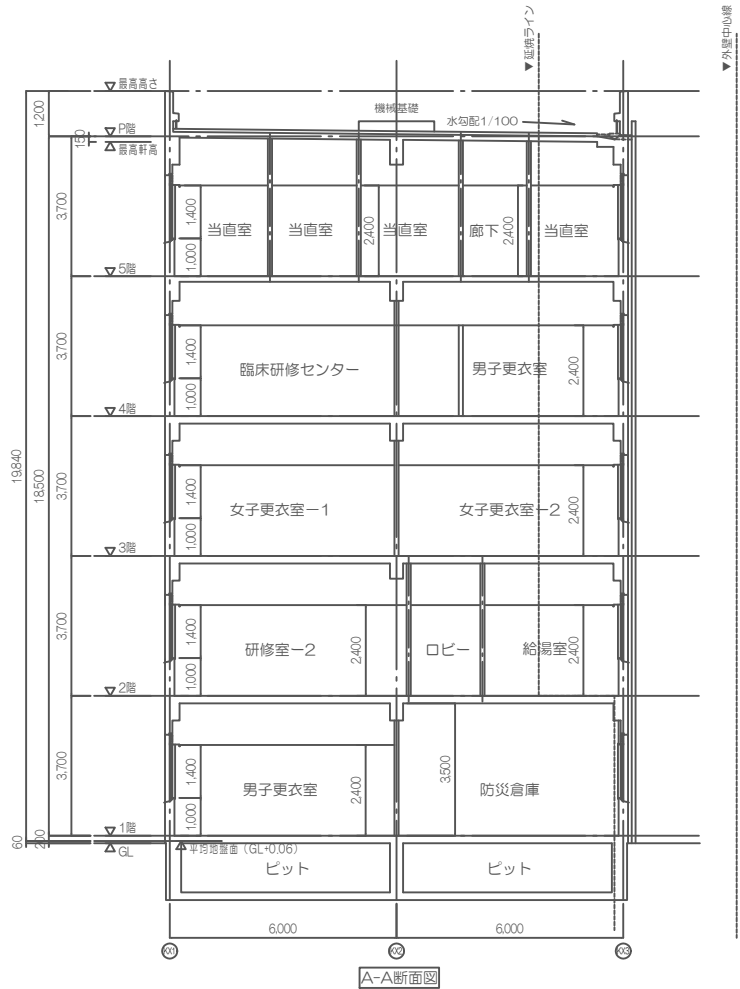 ▼延焼ライン
▼外壁中心線
最高高さ
1200
機械基礎
水勾配1/100
P階
150
最高軒高
3,700
1,400
1,000
当直室
当直室
当直室
2,400
廊下
2,400
当直室
5階
3,700
1,400
1,000
臨床研修センター
男子更衣室
2,400
4階
19,840
18,500
3,700
1,400
1,000
女子更衣室ー1
女子更衣室ー2
2,400
3階
3,700
1,400
1,000
研修室ー2
2,400
ロビー
給湯室
2,400
2階
3,700
1,400
1,000
男子更衣室
2,400
3,500
防災倉庫
1階
60
200
GL
平均地盤面（GL+0.06）
ピット
ピット
6,000
6,000
KX1
KX2
KX3
A-A断面図